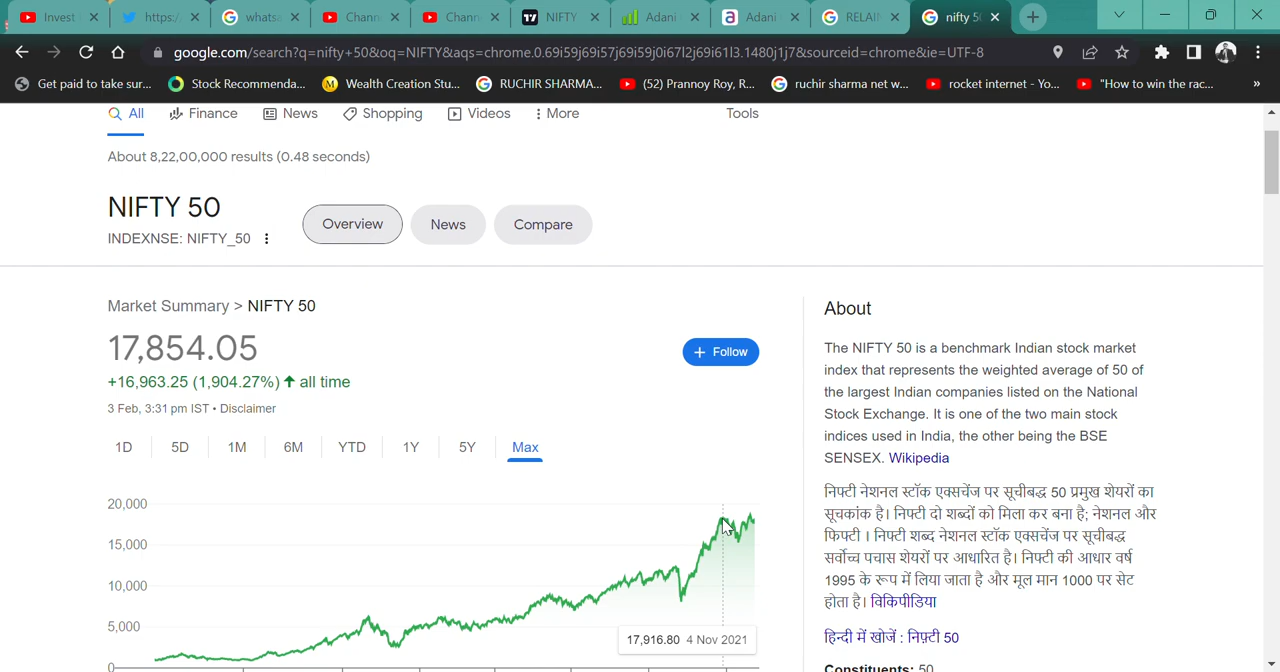 Invest
https:/
whats
Chann
Chann
NIFTY
Adani
Adani
RELAI
nifty 5
google.com/search?q=nifty+50&oq=NIFTY&aqs=chrome.0.69i59j69i57j69i59j0i67l2j69i61l3.1480j1j7&sourceid=chrome&ie=UTF-8
Get paid to take sur...
Stock Recommenda...
Wealth Creation Stu...
RUCHIR SHARMA...
(52) Prannoy Roy, R...
ruchir sharma net w...
rocket internet - Yo...
"How to win the rac...
»
All
Finance
News
Shopping
Videos
More
Tools
About 8,22,00,000 results (0.48 seconds)
NIFTY 50
INDEXNSE: NIFTY_50
Overview
News
Compare
Market Summary > NIFTY 50
17,854.05
+ Follow
+16,963.25 (1,904.27%) ↑ all time
3 Feb, 3:31 pm IST • Disclaimer
1D
5D
1M
6M
YTD
1Y
5Y
Max
20,000
15,000
10,000
5,000
0
17,916.80 4 Nov 2021
About
The NIFTY 50 is a benchmark Indian stock market
index that represents the weighted average of 50 of
the largest Indian companies listed on the National
Stock Exchange. It is one of the two main stock
indices used in India, the other being the BSE
SENSEX. Wikipedia
निफ्टी नेशनल स्टॉक एक्सचेंज पर सूचीबद्ध 50 प्रमुख शेयरों का
सूचकांक है। निफ्टी दो शब्दों को मिला कर बना है; नेशनल और
फिफ्टी । निफ्टी शब्द नेशनल स्टॉक एक्सचेंज पर सूचीबद्ध
सर्वोच्च पचास शेयरों पर आधारित है। निफ्टी की आधार वर्ष
1995 के रूप में लिया जाता है और मूल मान 1000 पर सेट
होता है। विकिपीडिया
हिन्दी में खोजें : निफ़्टी 50
Constituents: 50